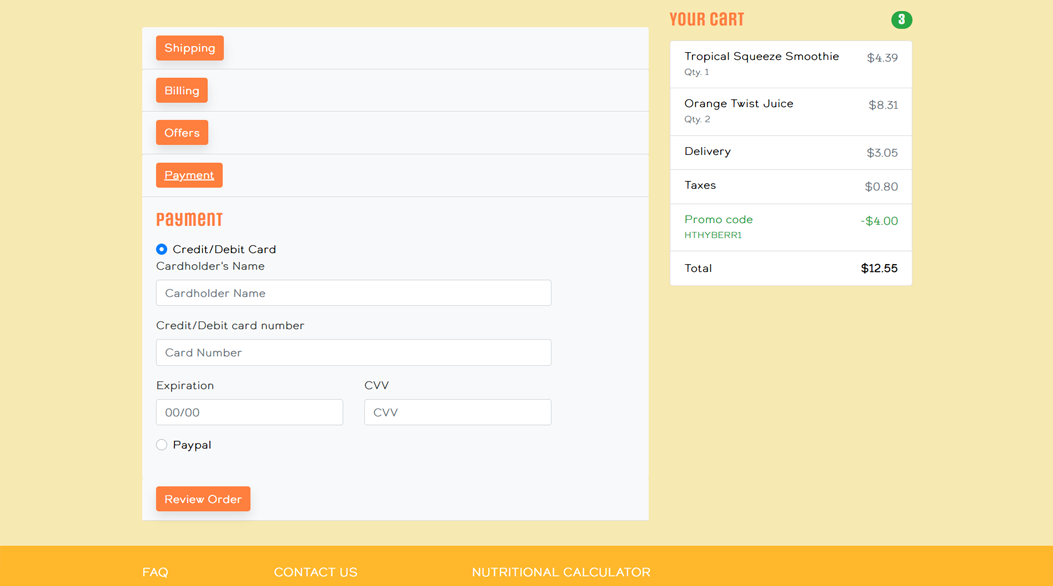 Shipping
Billing
Offers
Payment
Payment
Credit/Debit Card
Cardholder's Name
Cardholder Name
Credit/Debit card number
Card Number
Expiration CVV
00/00 CVV
Paypal
Review Order
Your Cart 3
Tropical Squeeze Smoothie $4.39
Qty. 1
Orange Twist Juice $8.31
Qty. 2
Delivery $3.05
Taxes $0.80
Promo code -$4.00
HTHYBERR1
Total $12.55
FAQ CONTACT US NUTRITIONAL CALCULATOR